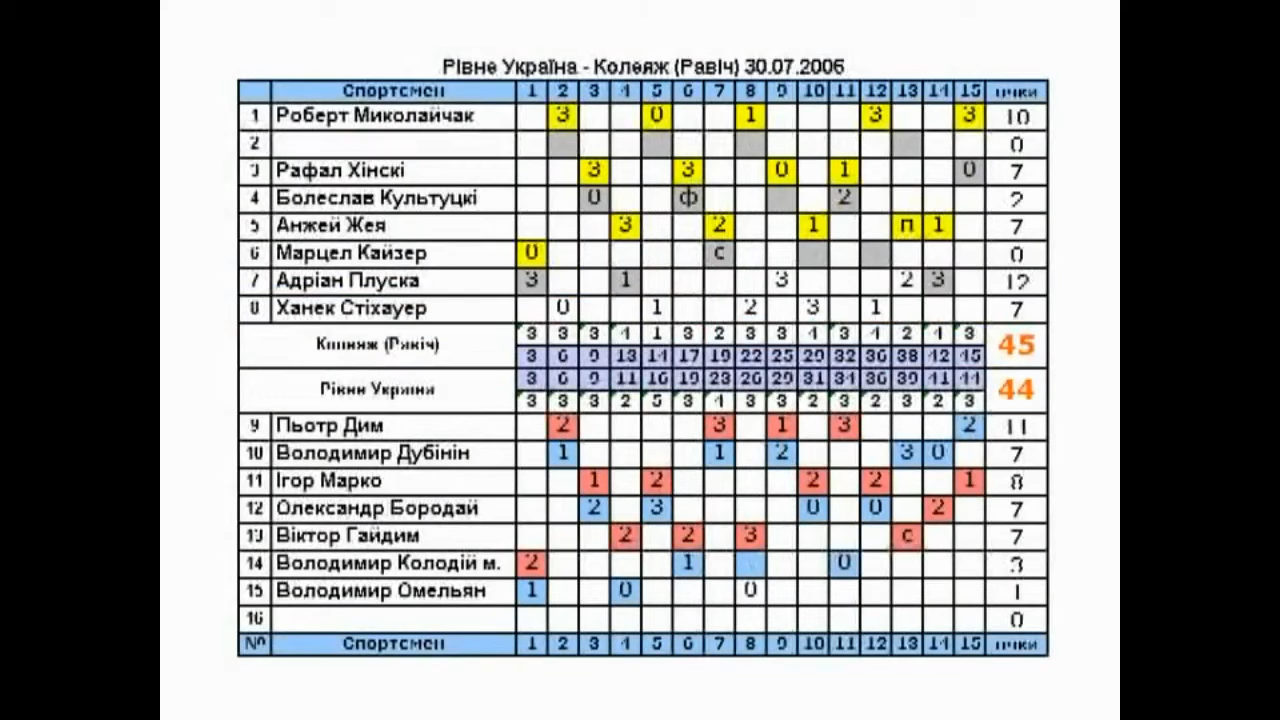 Рівне Україна - Колеяж (Равіч) 30.07.2006
Спортсмен 1 2 3 4 5 6 7 8 9 10 11 12 13 14 15 очки
1 Роберт Миколайчак 3 0 1 3 3 10
2 0
3 Рафал Хінскі 3 3 0 1 0 7
4 Болеслав Культуцкі 0 ф 2 2
5 Анжей Жея 3 2 1 п 1 7
6 Марцел Кайзер 0 с 0
7 Адріан Плуска 3 1 3 2 3 12
8 Ханек Стіхауер 0 1 2 3 1 7
3 3 3 4 1 3 2 3 3 4 3 4 2 4 3
Колеяж (Равіч) 45
3 6 9 13 14 17 19 22 25 29 32 36 38 42 45
3 6 9 11 16 19 23 26 29 31 34 36 39 41 44
Рівне Україна 44
3 3 3 2 5 3 4 3 3 2 3 2 3 2 3
9 Пьотр Дим 2 3 1 3 2 11
10 Володимир Дубінін 1 1 2 3 0 7
11 Ігор Марко 1 2 2 2 1 8
12 Олександр Бородай 2 3 0 0 2 7
13 Віктор Гайдим 2 2 3 с 7
14 Володимир Колодій м. 2 1 0 3
15 Володимир Омельян 1 0 0 1
16 0
Nº Спортсмен 1 2 3 4 5 6 7 8 9 10 11 12 13 14 15 очки